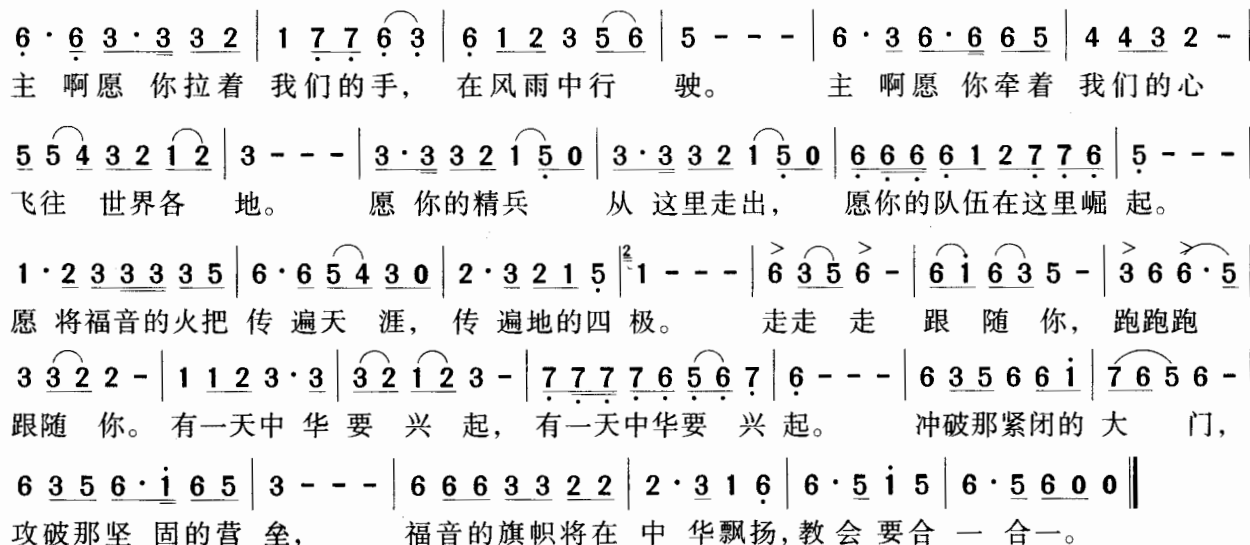 6 · 6 3 · 3 3 2 | 1 7 7 6 3 | 6 1 2 3 5 6 | 5 - - - | 6 · 3 6 · 6 6 5 | 4 4 3 2 - |
主 啊愿 你拉着 我们的手， 在风雨中行 驶。 主 啊愿 你牵着 我们的心
5 5 4 3 2 1 2 | 3 - - - | 3 · 3 3 2 1 5 0 | 3 · 3 3 2 1 5 0 | 6 6 6 6 1 2 7 7 6 | 5 - - - |
飞往 世界各 地。 愿 你的精兵 从 这里走出， 愿你的队伍在这里崛 起。
1 · 2 3 3 3 3 5 | 6 · 6 5 4 3 0 | 2 · 3 2 1 5 | 2 1 - - - | 6 3 5 6 - | 6 i 6 3 5 - | 3 6 6 · 5 |
愿 将福音的火把 传 遍天 涯， 传 遍地的四 极。 走走 走 跟 随 你， 跑跑跑
3 3 2 2 - | 1 1 2 3 · 3 | 3 2 1 2 3 - | 7 7 7 7 6 5 6 7 | 6 - - - | 6 3 5 6 6 i | 7 6 5 6 - |
跟随 你。 有一天中 华 要 兴 起， 有一天中华要 兴 起。 冲破那紧闭的 大 门，
6 3 5 6 · i 6 5 | 3 - - - | 6 6 6 3 3 2 2 | 2 · 3 1 6 | 6 · 5 i 5 | 6 · 5 6 0 0 ‖
攻破那坚 固的营 垒， 福音的旗帜将在 中 华飘扬，教会 要合 一 合一。